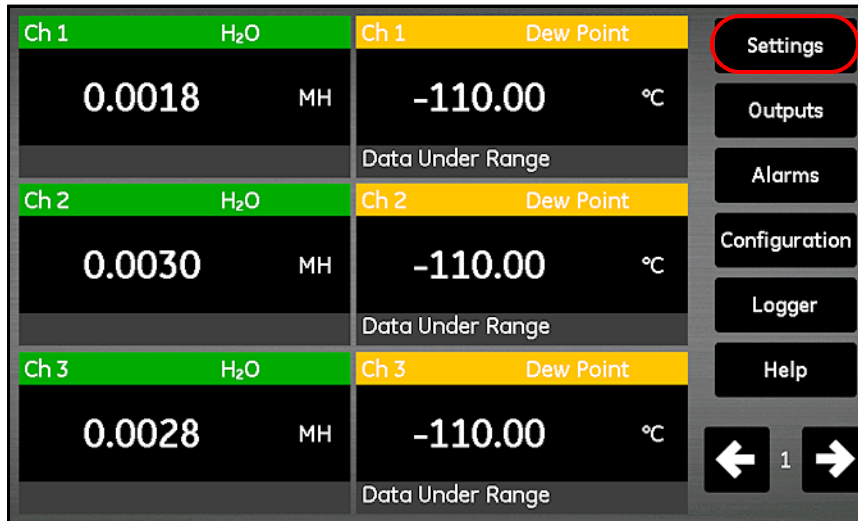 Ch 1 H₂O
0.0018 MH
Ch 1 Dew Point
-110.00 °C
Data Under Range
Ch 2 H₂O
0.0030 MH
Ch 2 Dew Point
-110.00 °C
Data Under Range
Ch 3 H₂O
0.0028 MH
Ch 3 Dew Point
-110.00 °C
Data Under Range
Settings
Outputs
Alarms
Configuration
Logger
Help
1